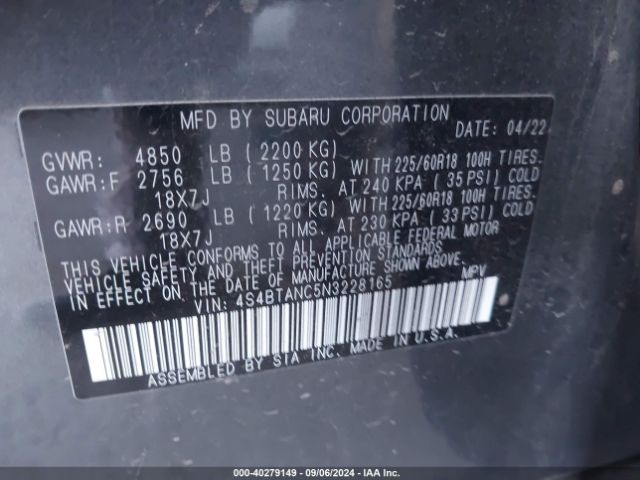 MFD BY SUBARU CORPORATION
DATE: 04/22
GVWR: 4850 LB ( 2200 KG)
GAWR:F 2756 LB ( 1250 KG) WITH 225/60R18 100H TIRES.
18X7J RIMS. AT 240 KPA ( 35 PSI) COLD
GAWR:R 2690 LB ( 1220 KG) WITH 225/60R18 100H TIRES.
18X7J RIMS. AT 230 KPA ( 33 PSI) COLD
THIS VEHICLE CONFORMS TO ALL APPLICABLE FEDERAL MOTOR
VEHICLE SAFETY AND THEFT PREVENTION STANDARDS
IN EFFECT ON THE DATE OF MANUFACTURE SHOWN ABOVE.
VIN: 4S4BTANC5N3228165 MPV
ASSEMBLED BY SIA INC. MADE IN U.S.A.
000-40279149 - 09/06/2024 - IAA Inc.